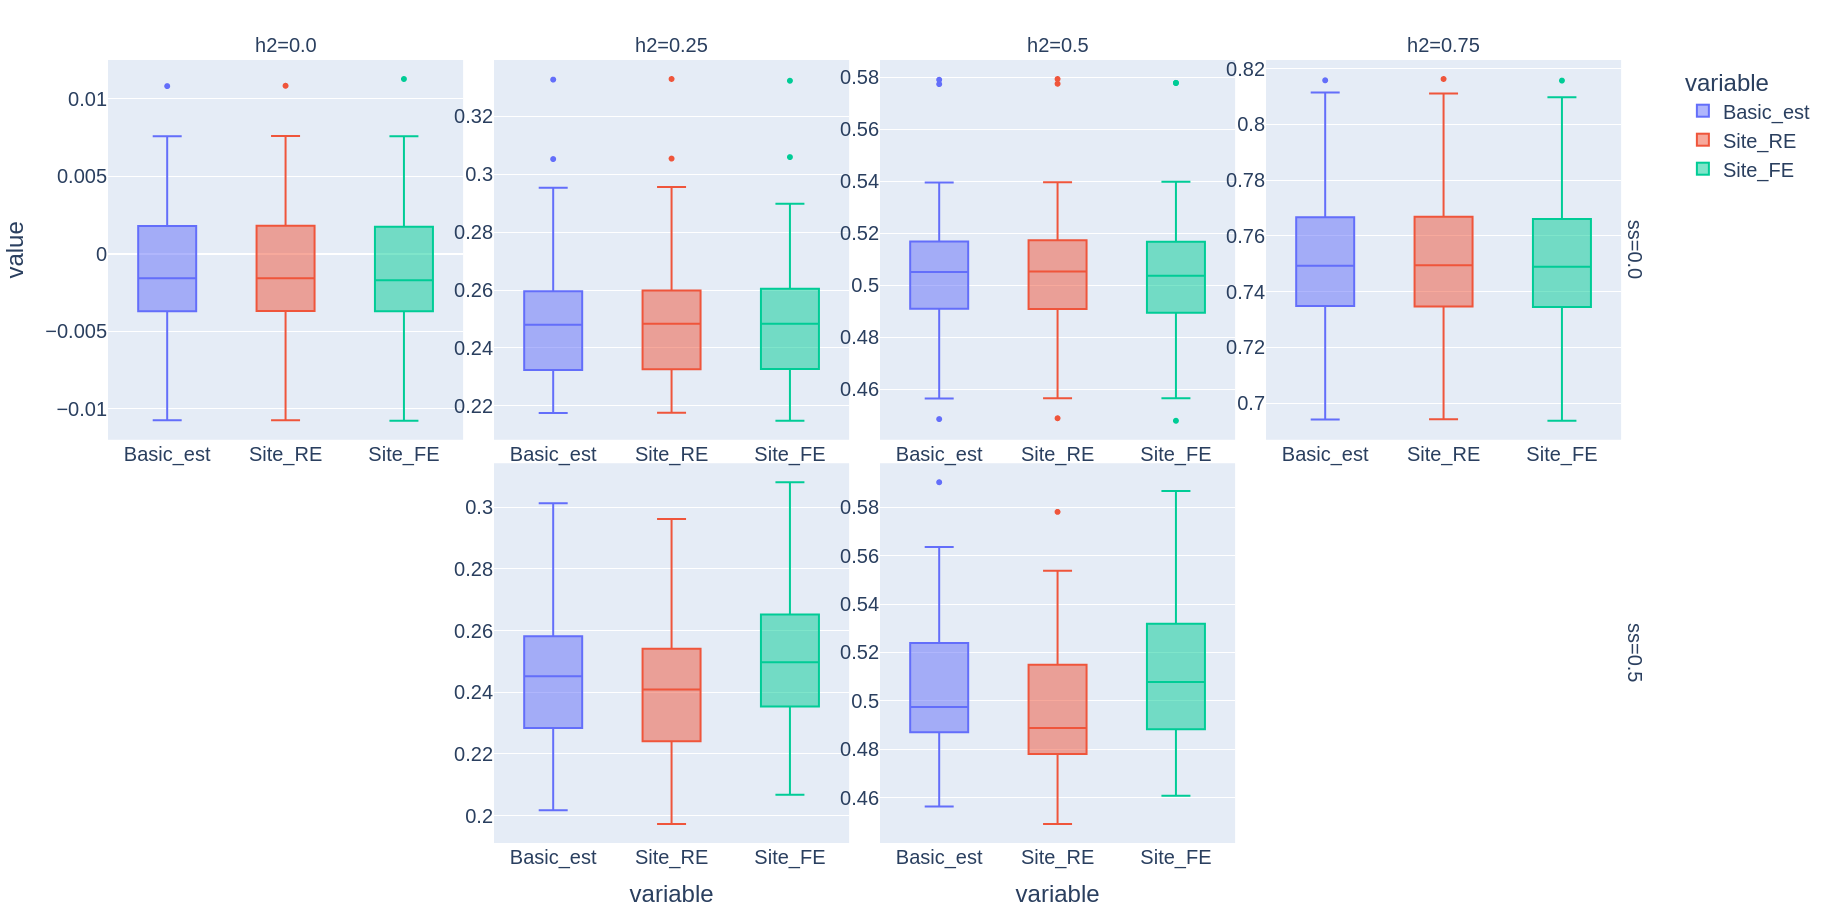 h2=0.0
h2=0.25
h2=0.5
h2=0.75
value
0.01
0.005
0
−0.005
−0.01
Basic_est
Site_RE
Site_FE
0.32
0.3
0.28
0.26
0.24
0.22
Basic_est
Site_RE
Site_FE
0.58
0.56
0.54
0.52
0.5
0.48
0.46
Basic_est
Site_RE
Site_FE
0.82
0.8
0.78
0.76
0.74
0.72
0.7
Basic_est
Site_RE
Site_FE
ss=0.0
variable
Basic_est
Site_RE
Site_FE
0.3
0.28
0.26
0.24
0.22
0.2
Basic_est
Site_RE
Site_FE
variable
0.58
0.56
0.54
0.52
0.5
0.48
0.46
Basic_est
Site_RE
Site_FE
variable
ss=0.5